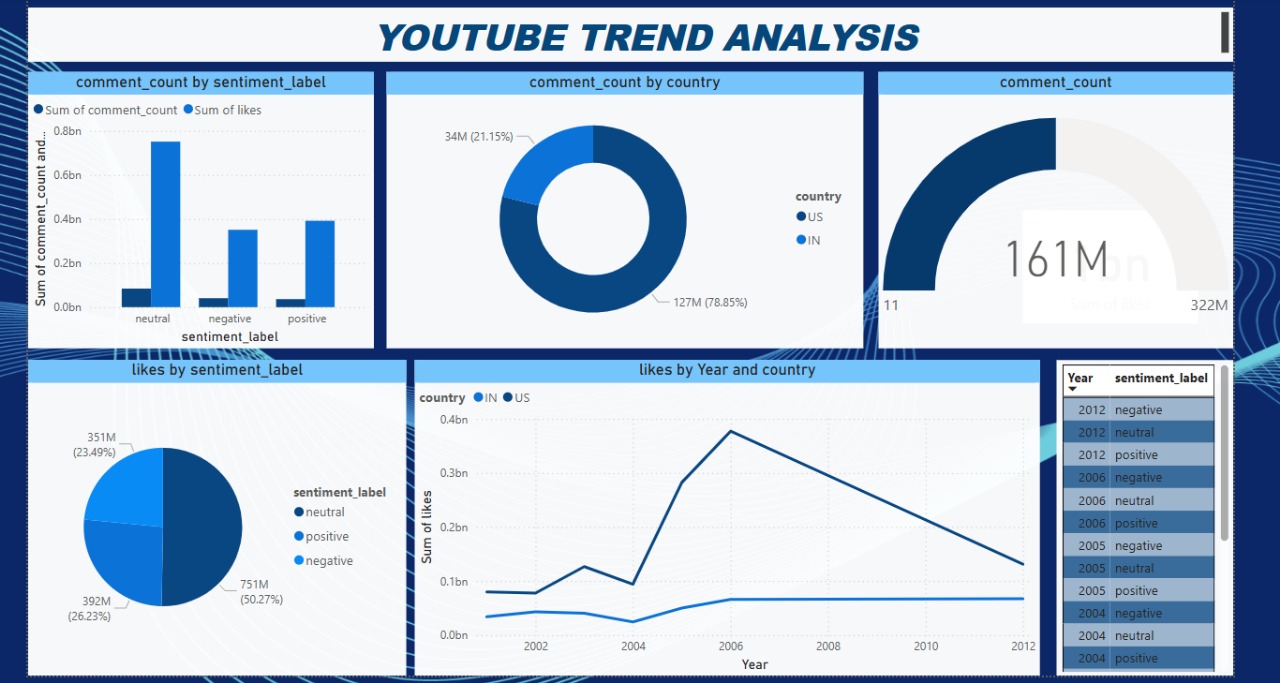 YOUTUBE TREND ANALYSIS
comment_count by sentiment_label
Sum of comment_count Sum of likes
Sum of comment_count and...
0.8bn
0.6bn
0.4bn
0.2bn
0.0bn
neutral negative positive
sentiment_label
comment_count by country
34M (21.15%)
127M (78.85%)
country
US
IN
comment_count
161M
11 322M
likes by sentiment_label
351M
(23.49%)
392M
(26.23%)
751M
(50.27%)
sentiment_label
neutral
positive
negative
likes by Year and country
country IN US
Sum of likes
0.4bn
0.3bn
0.2bn
0.1bn
0.0bn
2002 2004 2006 2008 2010 2012
Year
Year sentiment_label
2012 negative
2012 neutral
2012 positive
2006 negative
2006 neutral
2006 positive
2005 negative
2005 neutral
2005 positive
2004 negative
2004 neutral
2004 positive